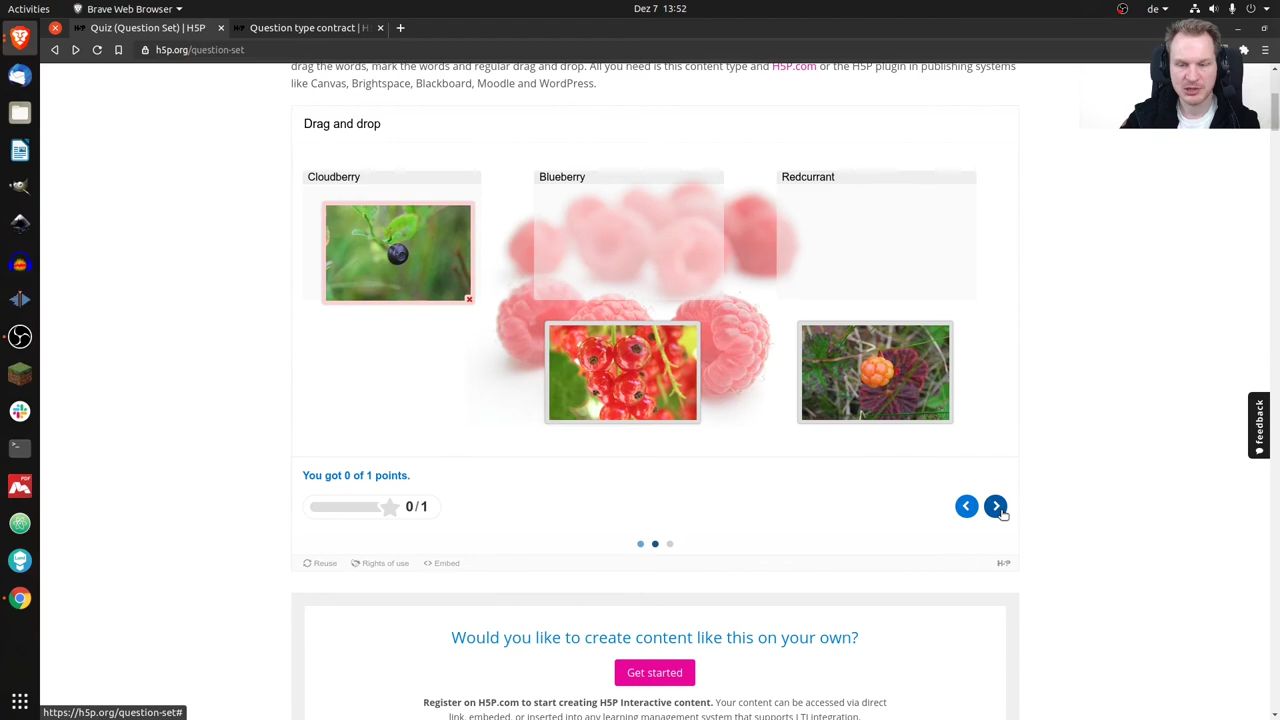 Activities
Brave Web Browser
Dez 7 13:52
de
Quiz (Question Set) | H5P
Question type contract | H
h5p.org/question-set
drag the words, mark the words and regular drag and drop. All you need is this content type and H5P.com or the H5P plugin in publishing systems
like Canvas, Brightspace, Blackboard, Moodle and WordPress.
Drag and drop
Cloudberry
Blueberry
Redcurrant
You got 0 of 1 points.
0/1
Reuse
Rights of use
Embed
H5P
feedback
Would you like to create content like this on your own?
Get started
Register on H5P.com to start creating H5P Interactive content. Your content can be accessed via direct
link, embedded, or inserted into any learning management system that supports LTI integration.
https://h5p.org/question-set#